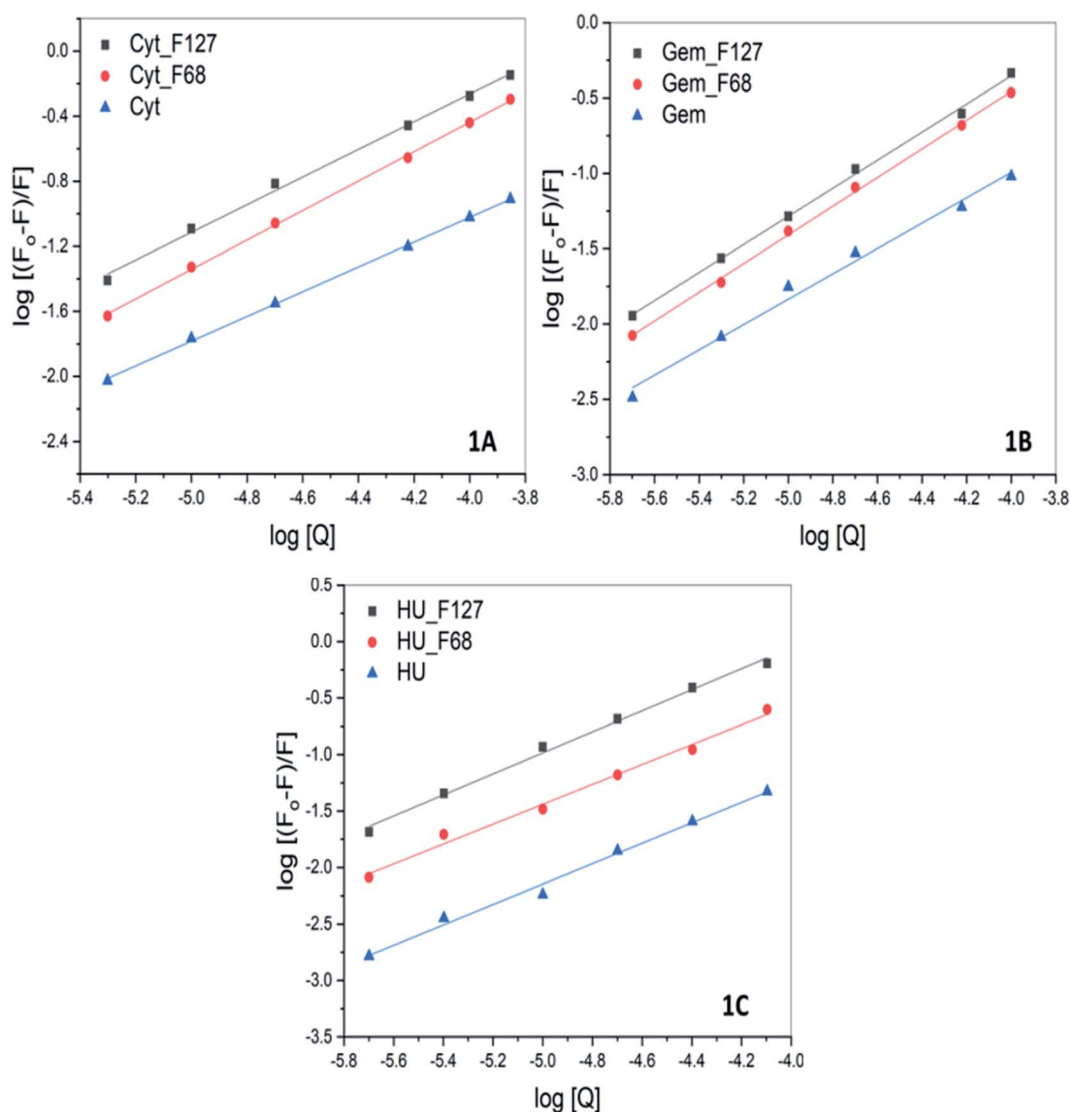 Cyt_F127
Cyt_F68
Cyt
log [(Fo-F)/F]
0.0
-0.4
-0.8
-1.2
-1.6
-2.0
-2.4
1A
-5.4 -5.2 -5.0 -4.8 -4.6 -4.4 -4.2 -4.0 -3.8
log [Q]
Gem_F127
Gem_F68
Gem
log [(Fo-F)/F]
0.0
-0.5
-1.0
-1.5
-2.0
-2.5
-3.0
1B
-5.8 -5.6 -5.4 -5.2 -5.0 -4.8 -4.6 -4.4 -4.2 -4.0 -3.8
log [Q]
HU_F127
HU_F68
HU
log [(Fo-F)/F]
0.5
0.0
-0.5
-1.0
-1.5
-2.0
-2.5
-3.0
-3.5
1C
-5.8 -5.6 -5.4 -5.2 -5.0 -4.8 -4.6 -4.4 -4.2 -4.0
log [Q]